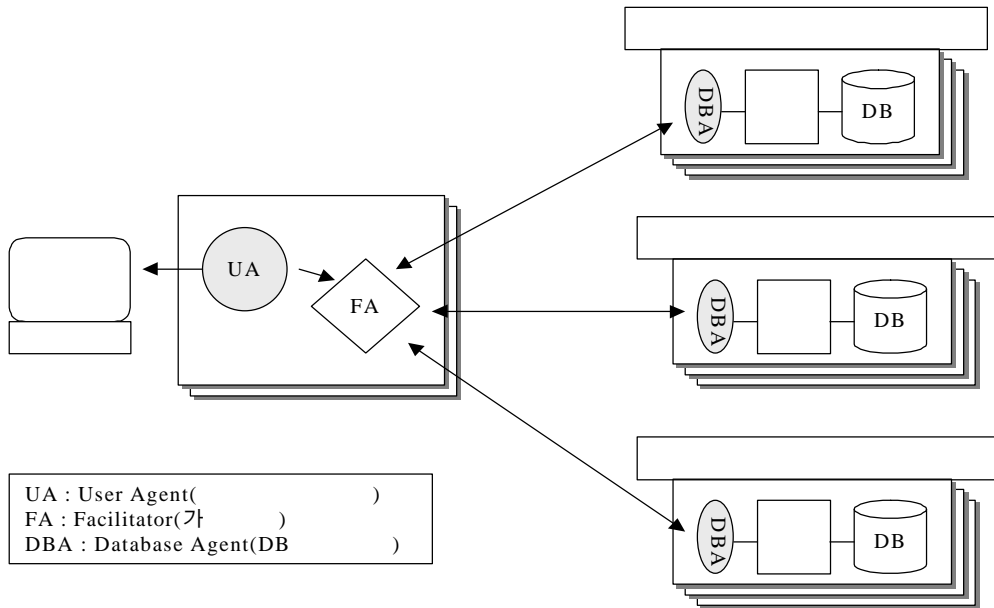 DBA
DB
UA
FA
DBA
DB
DBA
DB
UA : User Agent( )
FA : Facilitator(가 )
DBA : Database Agent(DB )